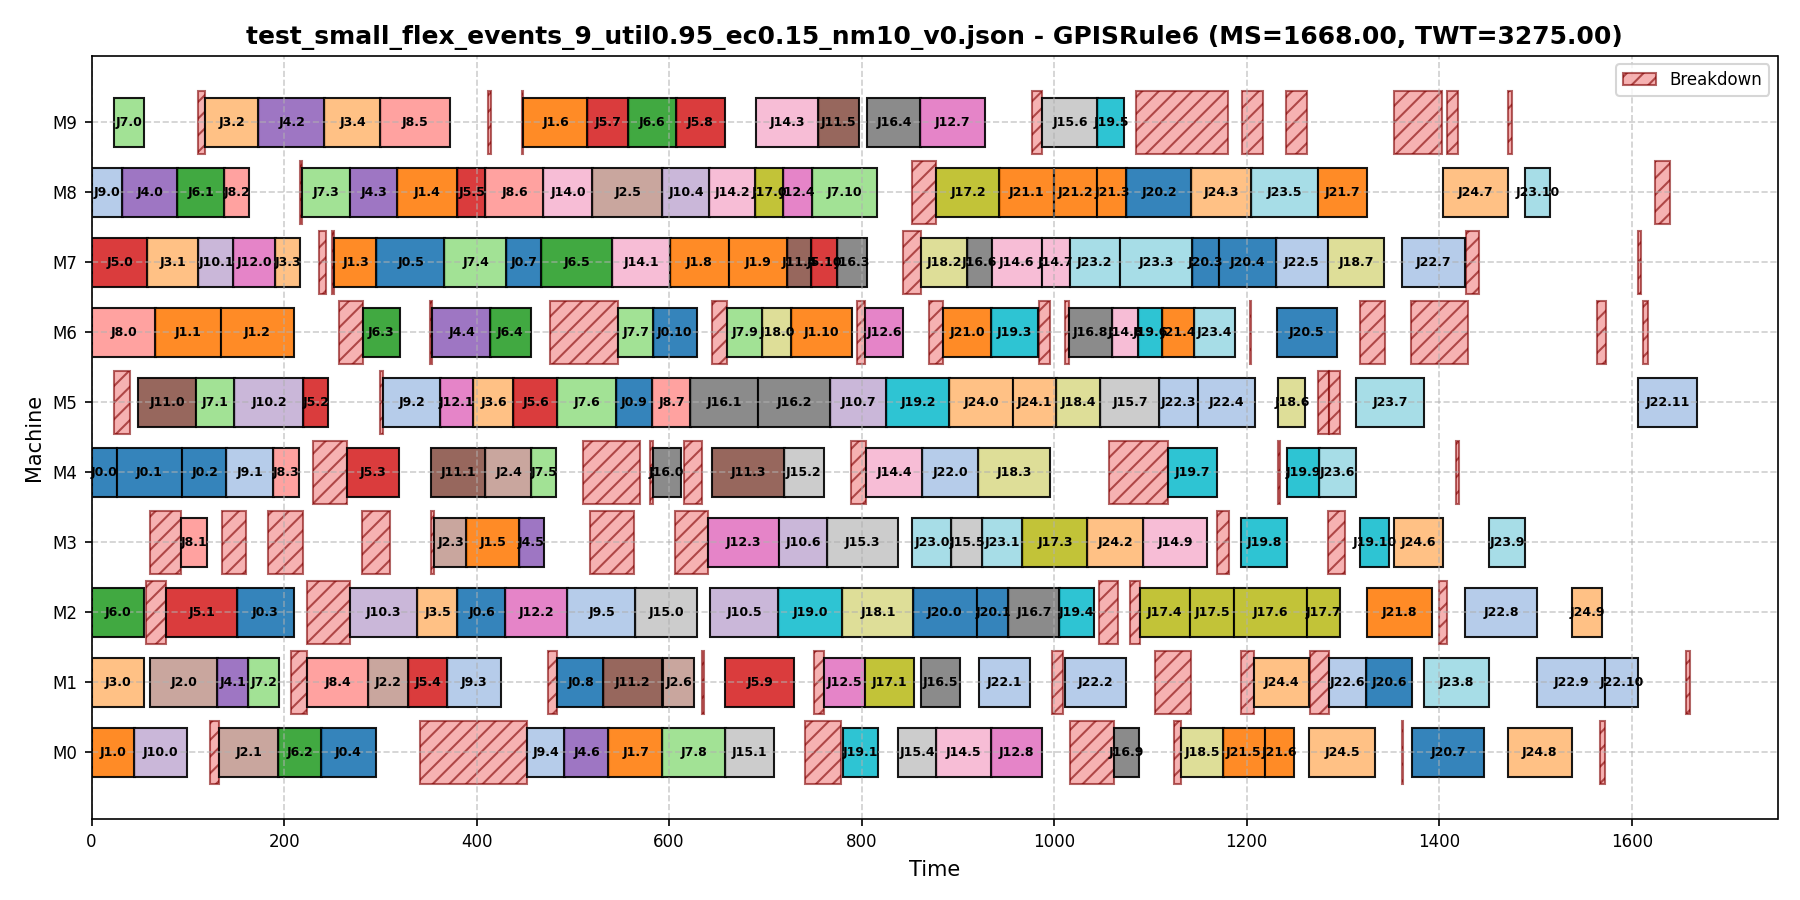 test_small_flex_events_9_util0.95_ec0.15_nm10_v0.json - GPISRule6 (MS=1668.00, TWT=3275.00)
Breakdown
M9 J7.0 J3.2 J4.2 J3.4 J8.5 J1.6 J5.7 J6.6 J5.8 J14.3 J11.5 J16.4 J12.7 J15.6 J19.5
M8 J9.0 J4.0 J6.1 J8.2 J7.3 J4.3 J1.4 J5.5 J8.6 J14.0 J2.5 J10.4 J14.2 J17.0 J12.4 J7.10 J17.2 J21.1 J21.2 J21.3 J20.2 J24.3 J23.5 J21.7 J24.7 J23.10
M7 J5.0 J3.1 J10.1 J12.0 J3.3 J1.3 J0.5 J7.4 J0.7 J6.5 J14.1 J1.8 J1.9 J5.10 J16.3 J18.2 J16.6 J14.6 J14.7 J23.2 J23.3 J20.3 J20.4 J22.5 J18.7 J22.7
M6 J8.0 J1.1 J1.2 J6.3 J4.4 J6.4 J7.7 J0.10 J7.9 J18.0 J1.10 J12.6 J21.0 J19.3 J16.8 J19.6 J21.4 J23.4 J20.5
M5 J11.0 J7.1 J10.2 J5.2 J9.2 J12.1 J3.6 J5.6 J7.6 J0.9 J8.7 J16.1 J16.2 J10.7 J19.2 J24.0 J24.1 J18.4 J15.7 J22.3 J22.4 J18.6 J23.7 J22.11
M4 J0.0 J0.1 J0.2 J9.1 J8.3 J5.3 J11.1 J2.4 J7.5 J16.0 J11.3 J15.2 J14.4 J22.0 J18.3 J19.7 J19.9 J23.6
M3 J8.1 J2.3 J1.5 J4.5 J12.3 J10.6 J15.3 J23.0 J15.5 J23.1 J17.3 J24.2 J14.9 J19.8 J19.10 J24.6 J23.9
M2 J6.0 J5.1 J0.3 J10.3 J3.5 J0.6 J12.2 J9.5 J15.0 J10.5 J19.0 J18.1 J20.0 J20.1 J16.7 J19.4 J17.4 J17.5 J17.6 J17.7 J21.8 J22.8 J24.9
M1 J3.0 J2.0 J4.1 J7.2 J8.4 J2.2 J5.4 J9.3 J0.8 J11.2 J2.6 J5.9 J12.5 J17.1 J16.5 J22.1 J22.2 J24.4 J22.6 J20.6 J23.8 J22.9 J22.10
M0 J1.0 J10.0 J2.1 J6.2 J0.4 J9.4 J4.6 J1.7 J7.8 J15.1 J19.1 J15.4 J14.5 J12.8 J16.9 J18.5 J21.5 J21.6 J24.5 J20.7 J24.8
Machine
0 200 400 600 800 1000 1200 1400 1600
Time